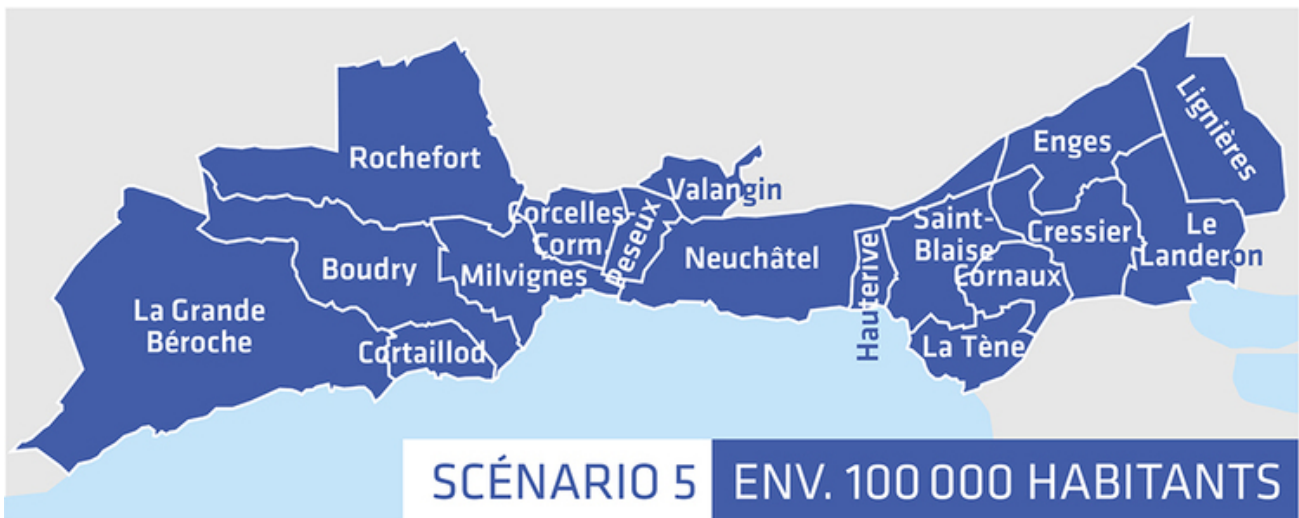 Rochefort
Corcelles-
Corm.
Peseux
Valangin
Enges
Lignières
La Grande
Béroche
Boudry
Milvignes
Cortaillod
Neuchâtel
Hauterive
Saint-
Blaise
Cornaux
Cressier
Le
Landeron
La Tène
SCÉNARIO 5
ENV. 100 000 HABITANTS